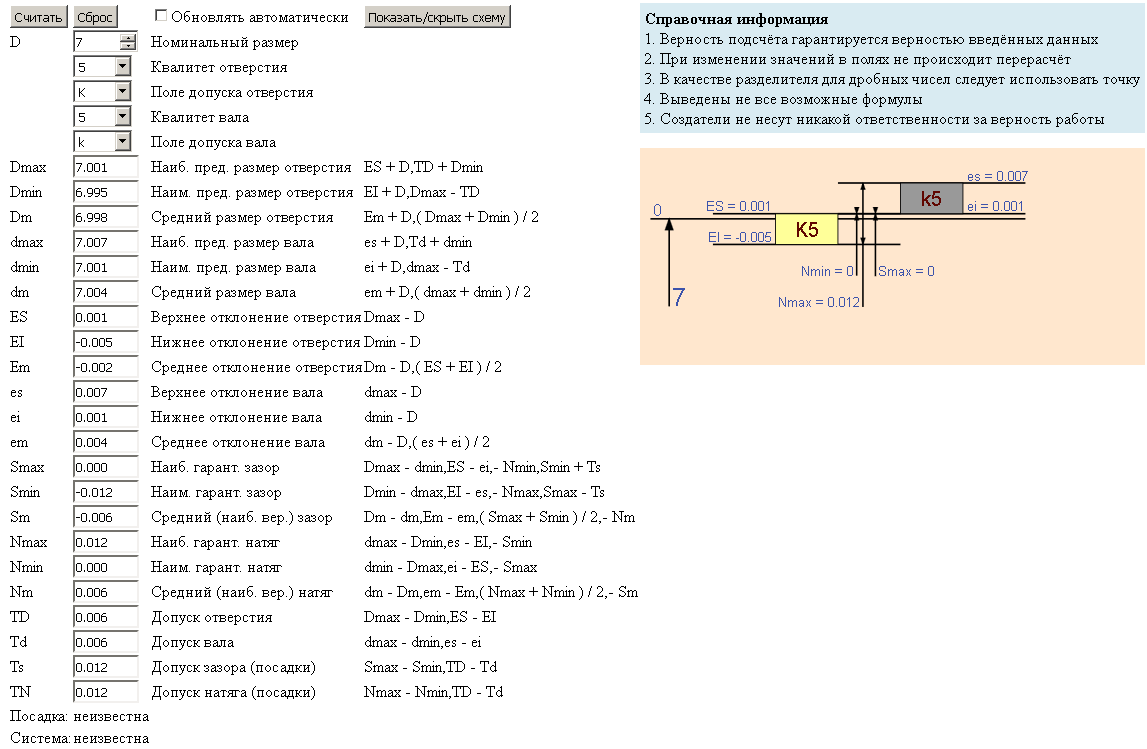 Считать Сброс Обновлять автоматически Показать/скрыть схему
D 7 Номинальный размер
5 Квалитет отверстия
K Поле допуска отверстия
5 Квалитет вала
k Поле допуска вала
Dmax 7.001 Наиб. пред. размер отверстия ES + D,TD + Dmin
Dmin 6.995 Наим. пред. размер отверстия EI + D,Dmax - TD
Dm 6.998 Средний размер отверстия Em + D,( Dmax + Dmin ) / 2
dmax 7.007 Наиб. пред. размер вала es + D,Td + dmin
dmin 7.001 Наим. пред. размер вала ei + D,dmax - Td
dm 7.004 Средний размер вала em + D,( dmax + dmin ) / 2
ES 0.001 Верхнее отклонение отверстия Dmax - D
EI -0.005 Нижнее отклонение отверстия Dmin - D
Em -0.002 Среднее отклонение отверстия Dm - D,( ES + EI ) / 2
es 0.007 Верхнее отклонение вала dmax - D
ei 0.001 Нижнее отклонение вала dmin - D
em 0.004 Среднее отклонение вала dm - D,( es + ei ) / 2
Smax 0.000 Наиб. гарант. зазор Dmax - dmin,ES - ei,- Nmin,Smin + Ts
Smin -0.012 Наим. гарант. зазор Dmin - dmax,EI - es,- Nmax,Smax - Ts
Sm -0.006 Средний (наиб. вер.) зазор Dm - dm,Em - em,( Smax + Smin ) / 2,- Nm
Nmax 0.012 Наиб. гарант. натяг dmax - Dmin,es - EI,- Smin
Nmin 0.000 Наим. гарант. натяг dmin - Dmax,ei - ES,- Smax
Nm 0.006 Средний (наиб. вер.) натяг dm - Dm,em - Em,( Nmax + Nmin ) / 2,- Sm
TD 0.006 Допуск отверстия Dmax - Dmin,ES - EI
Td 0.006 Допуск вала dmax - dmin,es - ei
Ts 0.012 Допуск зазора (посадки) Smax - Smin,TD - Td
TN 0.012 Допуск натяга (посадки) Nmax - Nmin,TD - Td
Посадка: неизвестна
Система: неизвестна
Справочная информация
1. Верность подсчёта гарантируется верностью введённых данных
2. При изменении значений в полях не происходит перерасчёт
3. В качестве разделителя для дробных чисел следует использовать точку
4. Выведены не все возможные формулы
5. Создатели не несут никакой ответственности за верность работы
es = 0.007
k5
0 ES = 0.001 ei = 0.001
K5
EI = -0.005
Nmin = 0 Smax = 0
7
Nmax = 0.012